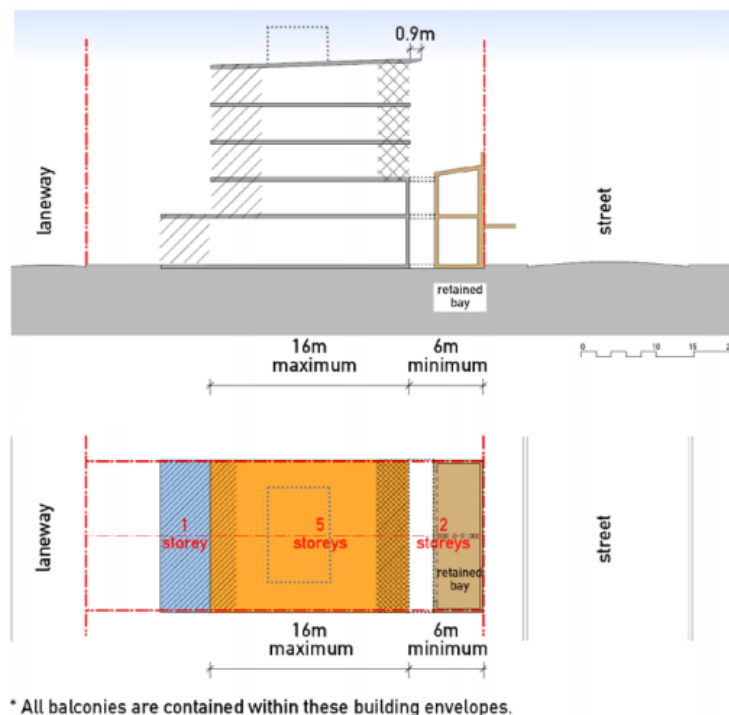 0.9m
laneway
street
retained
bay
16m
maximum
6m
minimum
0
10
15
2
laneway
1
storey
5
storeys
2
storeys
retained
bay
street
16m
maximum
6m
minimum
* All balconies are contained within these building envelopes.